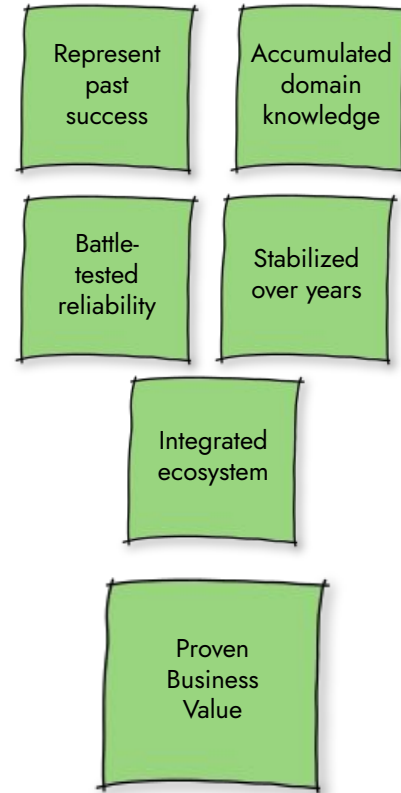 Represent
past
success
Accumulated
domain
knowledge
Battle-
tested
reliability
Stabilized
over years
Integrated
ecosystem
Proven
Business
Value